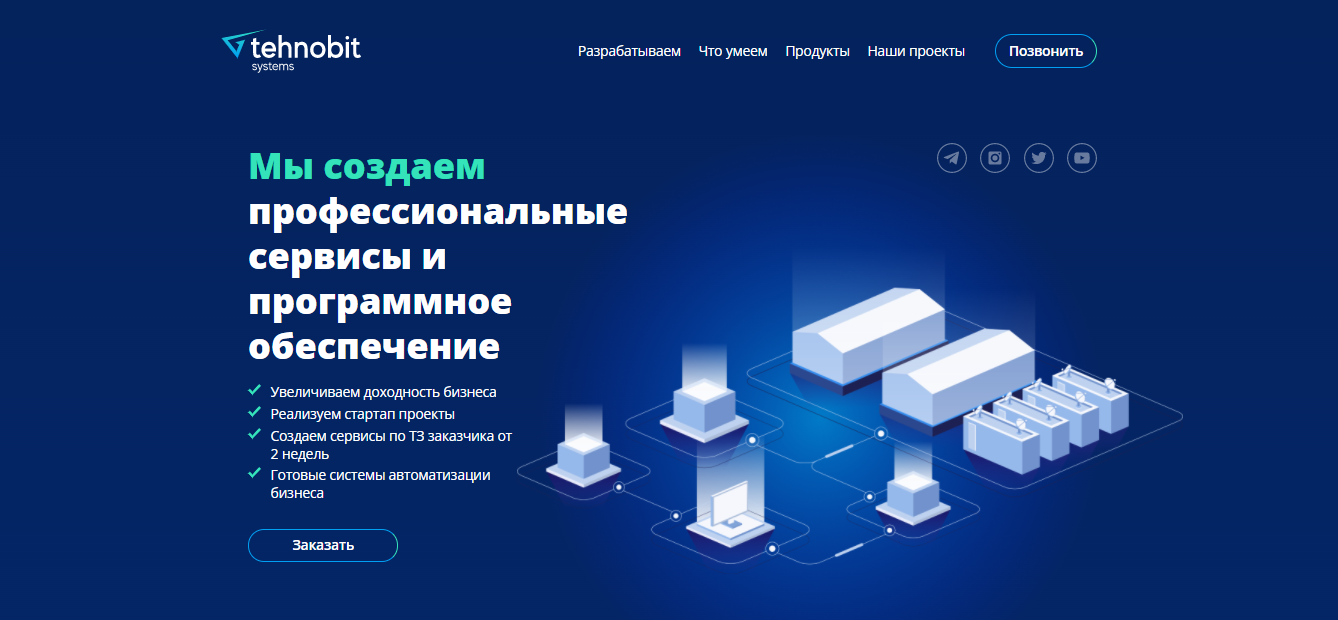 tehnobit
systems
Разрабатываем Что умеем Продукты Наши проекты Позвонить
Мы создаем
профессиональные
сервисы и
программное
обеспечение
Увеличиваем доходность бизнеса
Реализуем стартап проекты
Создаем сервисы по ТЗ заказчика от
2 недель
Готовые системы автоматизации
бизнеса
Заказать